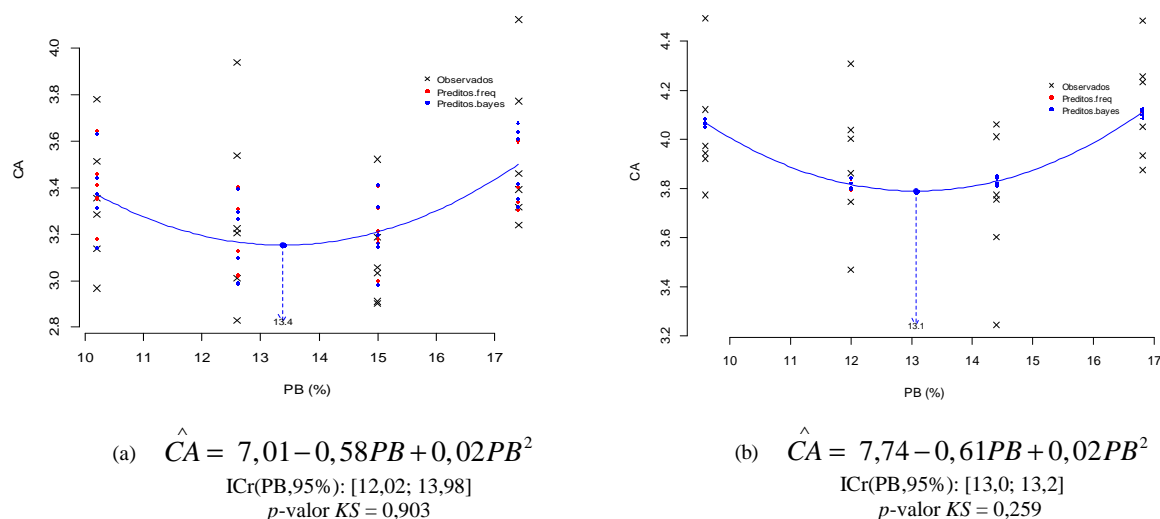 4.0
3.8
3.6
3.4
3.2
3.0
2.8
CA
× Observados
• Preditos.freq
• Preditos.bayes
13.4
10 11 12 13 14 15 16 17
PB (%)
4.4
4.2
4.0
3.8
3.6
3.4
3.2
CA
× Observados
• Preditos.freq
• Preditos.bayes
13.1
10 11 12 13 14 15 16 17
PB (%)
(a) \hat{CA} = 7,01−0,58PB+0,02PB²
ICr(PB,95%): [12,02; 13,98]
p-valor KS = 0,903
(b) \hat{CA} = 7,74−0,61PB+0,02PB²
ICr(PB,95%): [13,0; 13,2]
p-valor KS = 0,259